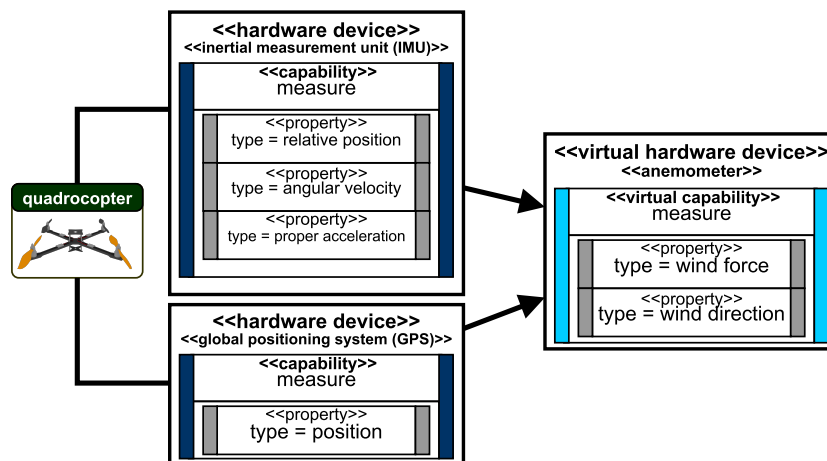 <<hardware device>>
<<inertial measurement unit (IMU)>>
<<capability>>
measure
<<property>>
type = relative position
<<property>>
type = angular velocity
<<property>>
type = proper acceleration
quadrocopter
<<hardware device>>
<<global positioning system (GPS)>>
<<capability>>
measure
<<property>>
type = position
<<virtual hardware device>>
<<anemometer>>
<<virtual capability>>
measure
<<property>>
type = wind force
<<property>>
type = wind direction